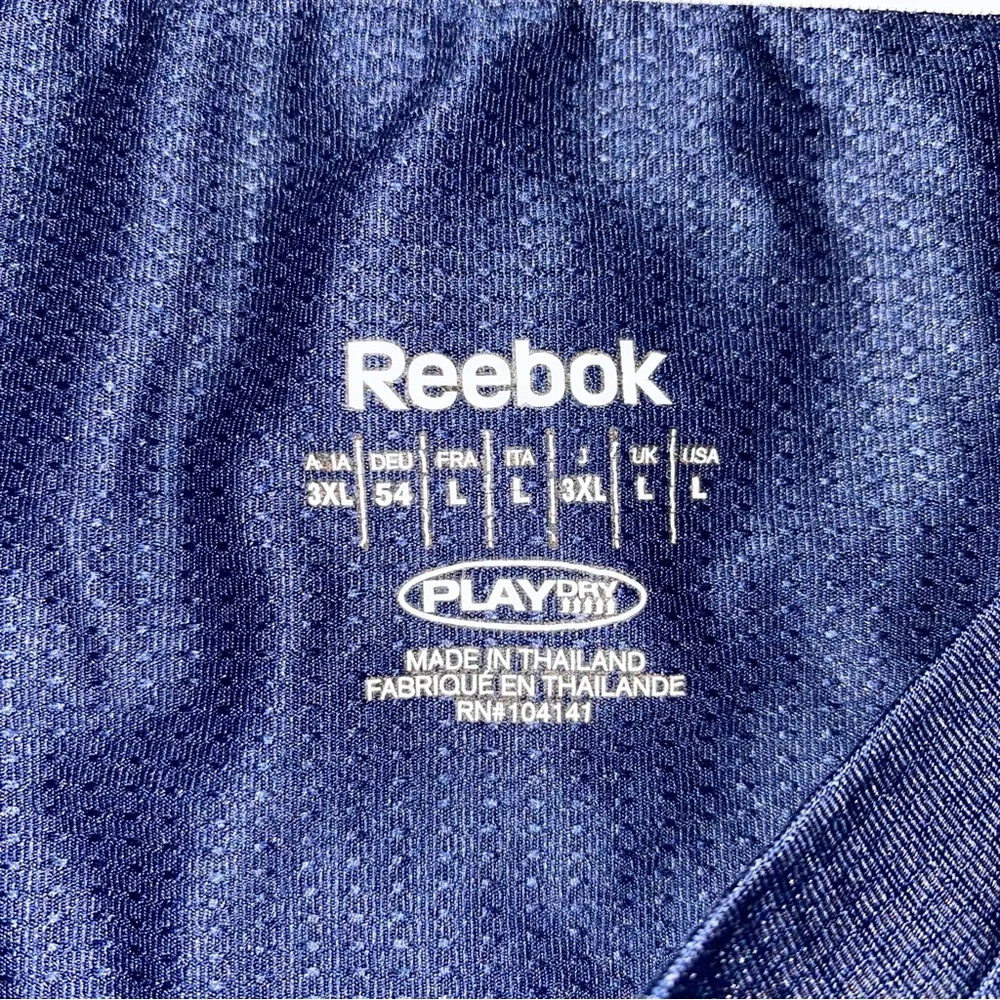 Reebok
ASIA DEU FRA ITA J UK USA
3XL 54 L L 3XL L L
PLAYDRY
MADE IN THAILAND
FABRIQUÉ EN THAILANDE
RN#104141